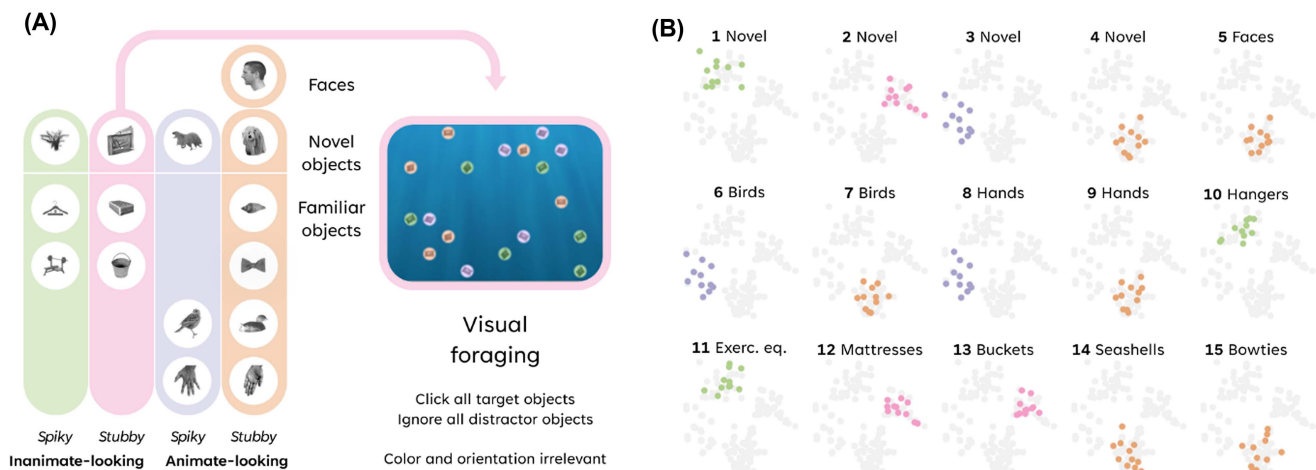 (A)
Faces
Novel
objects
Familiar
objects
Spiky
Stubby
Spiky
Stubby
Inanimate-looking
Animate-looking
Visual
foraging
Click all target objects
Ignore all distractor objects
Color and orientation irrelevant
(B)
1 Novel
2 Novel
3 Novel
4 Novel
5 Faces
6 Birds
7 Birds
8 Hands
9 Hands
10 Hangers
11 Exerc. eq.
12 Mattresses
13 Buckets
14 Seashells
15 Bowties